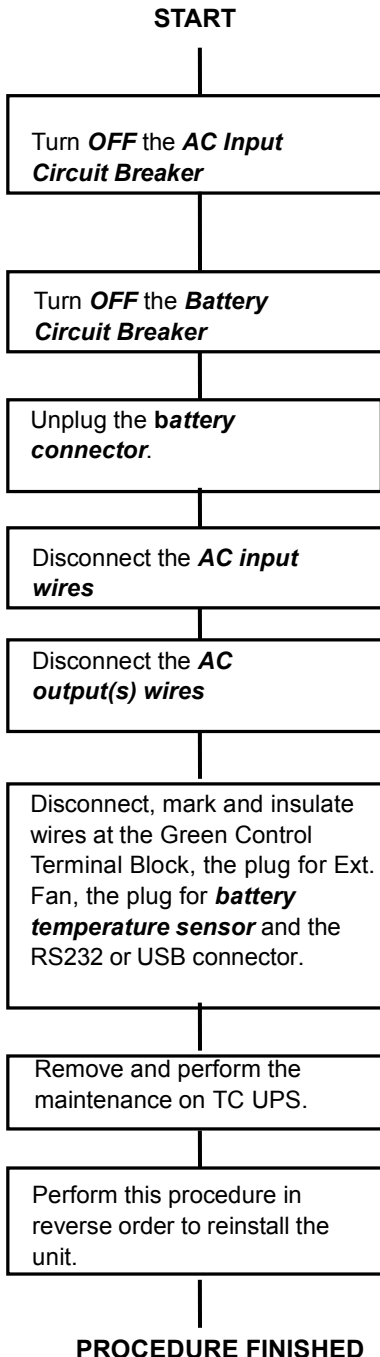 START
Turn OFF the AC Input
Circuit Breaker
Turn OFF the Battery
Circuit Breaker
Unplug the battery
connector.
Disconnect the AC input
wires
Disconnect the AC
output(s) wires
Disconnect, mark and insulate
wires at the Green Control
Terminal Block, the plug for Ext.
Fan, the plug for battery
temperature sensor and the
RS232 or USB connector.
Remove and perform the
maintenance on TC UPS.
Perform this procedure in
reverse order to reinstall the
unit.
PROCEDURE FINISHED